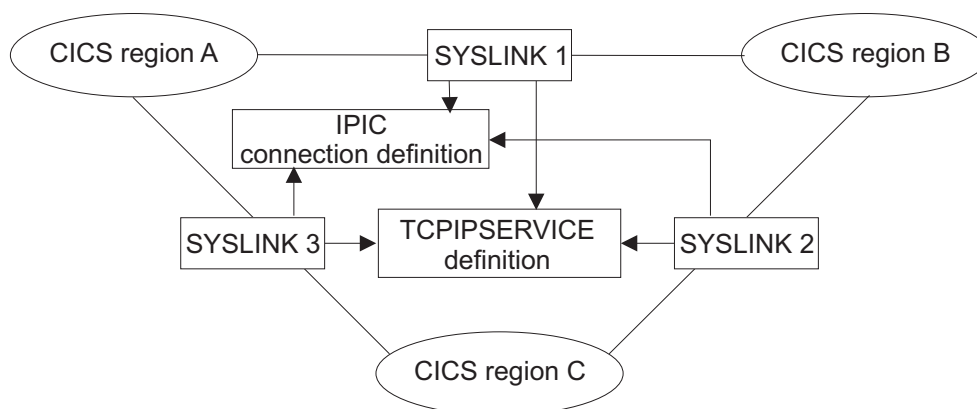 CICS region A
SYSLINK 1
CICS region B
IPIC
connection definition
SYSLINK 3
TCPIPSERVICE
definition
SYSLINK 2
CICS region C